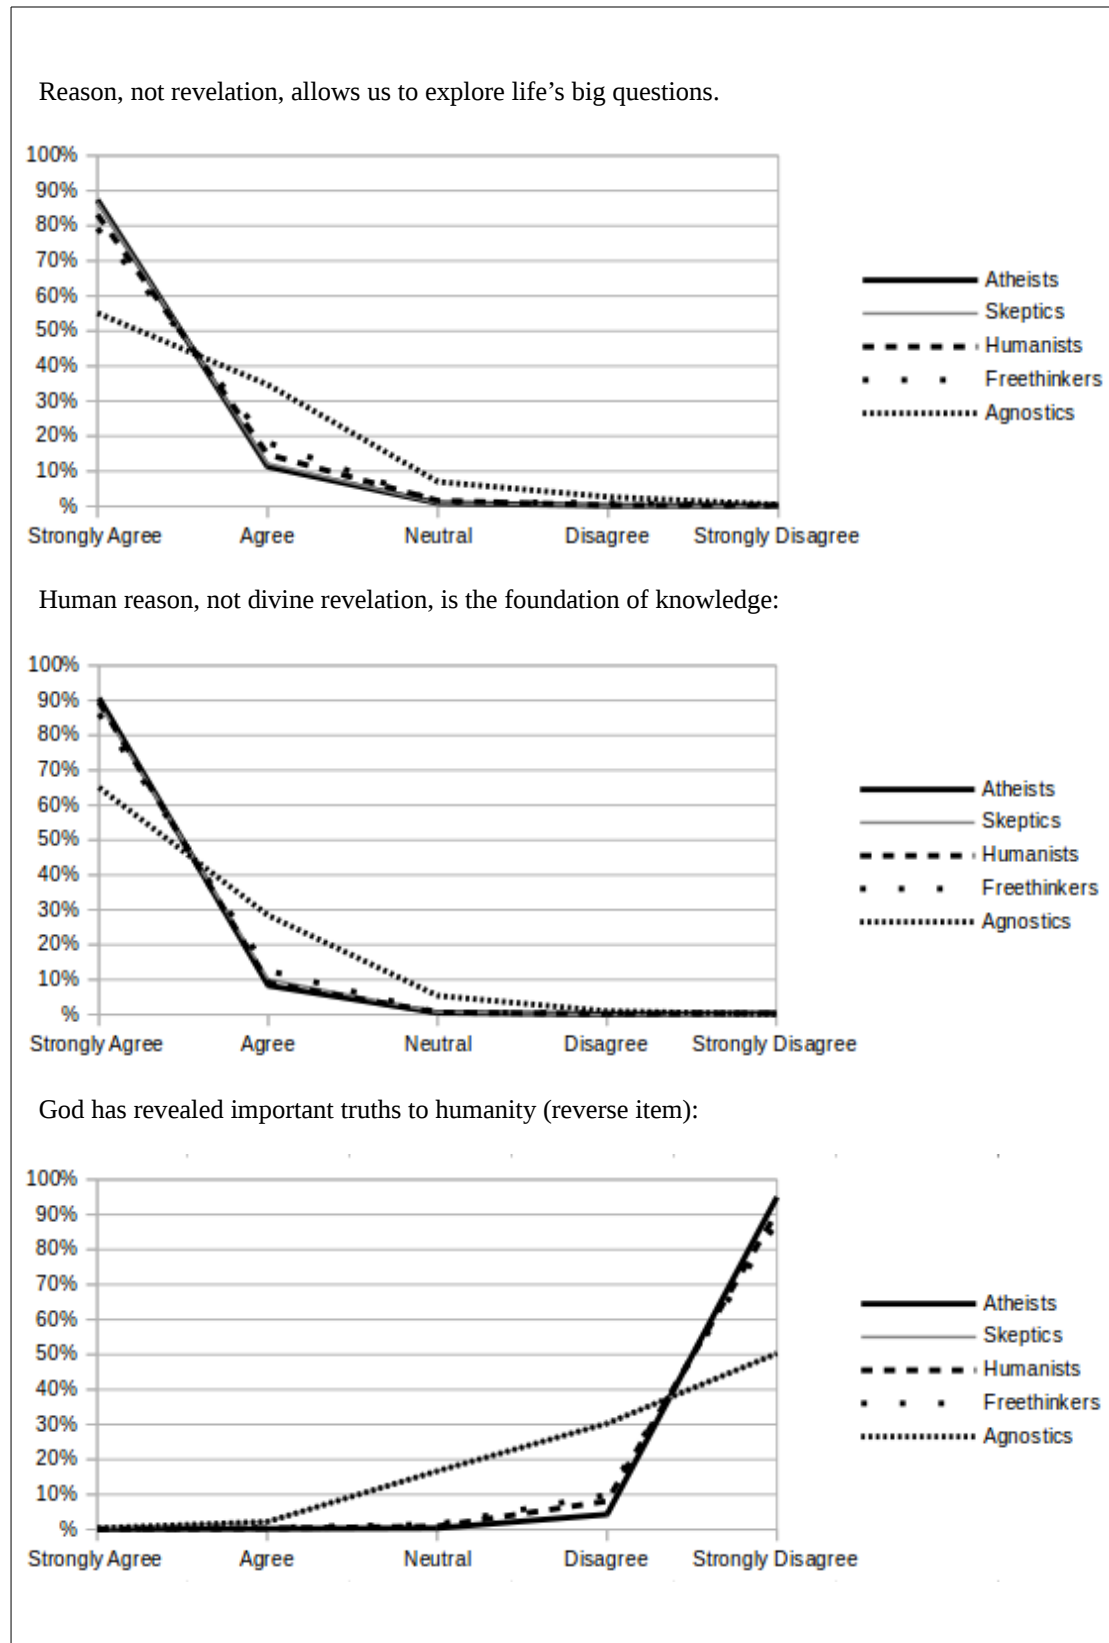 Reason, not revelation, allows us to explore life’s big questions.
100%
90%
80%
70%
60%
50%
40%
30%
20%
10%
%
Strongly Agree Agree Neutral Disagree Strongly Disagree
Atheists
Skeptics
Humanists
Freethinkers
Agnostics
Human reason, not divine revelation, is the foundation of knowledge:
100%
90%
80%
70%
60%
50%
40%
30%
20%
10%
%
Strongly Agree Agree Neutral Disagree Strongly Disagree
Atheists
Skeptics
Humanists
Freethinkers
Agnostics
God has revealed important truths to humanity (reverse item):
100%
90%
80%
70%
60%
50%
40%
30%
20%
10%
%
Strongly Agree Agree Neutral Disagree Strongly Disagree
Atheists
Skeptics
Humanists
Freethinkers
Agnostics